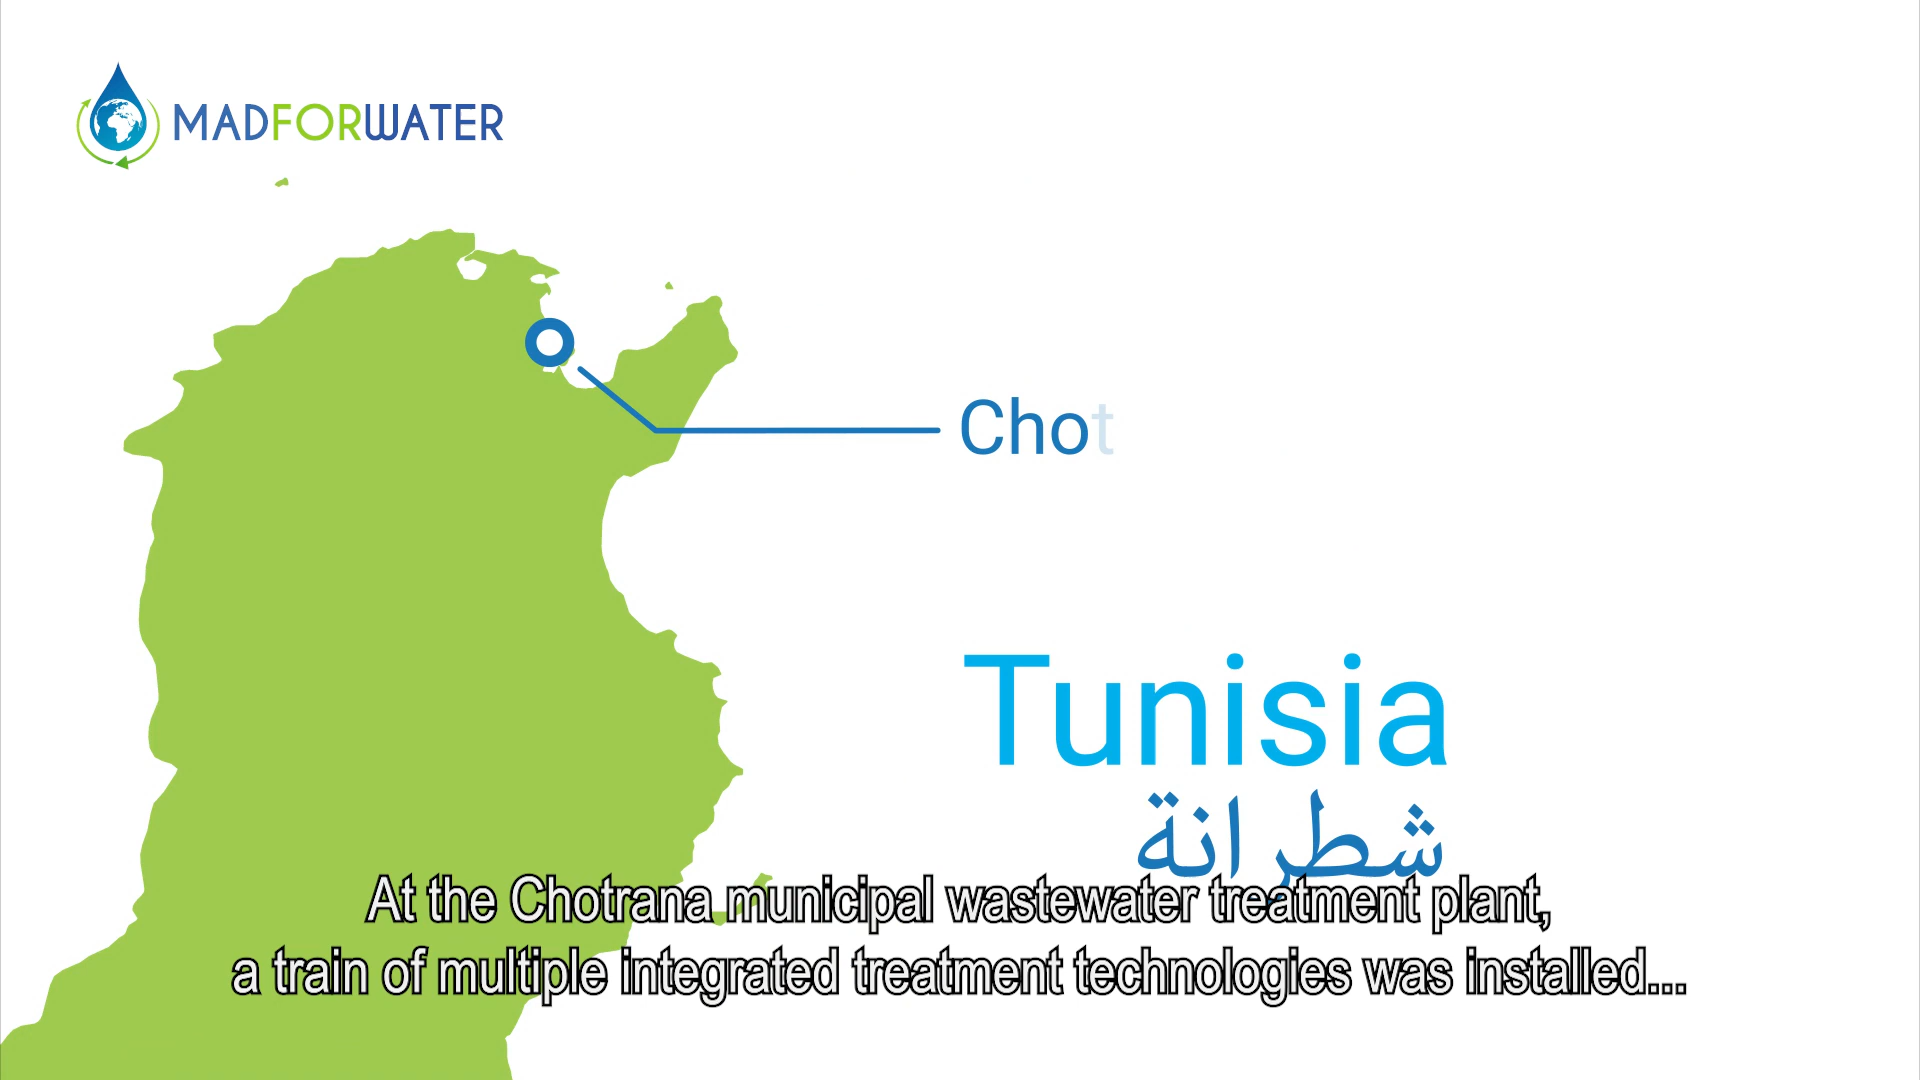 MADFORWATER
Chot
Tunisia
شطرانة
At the Chotrana municipal wastewater treatment plant,
a train of multiple integrated treatment technologies was installed...